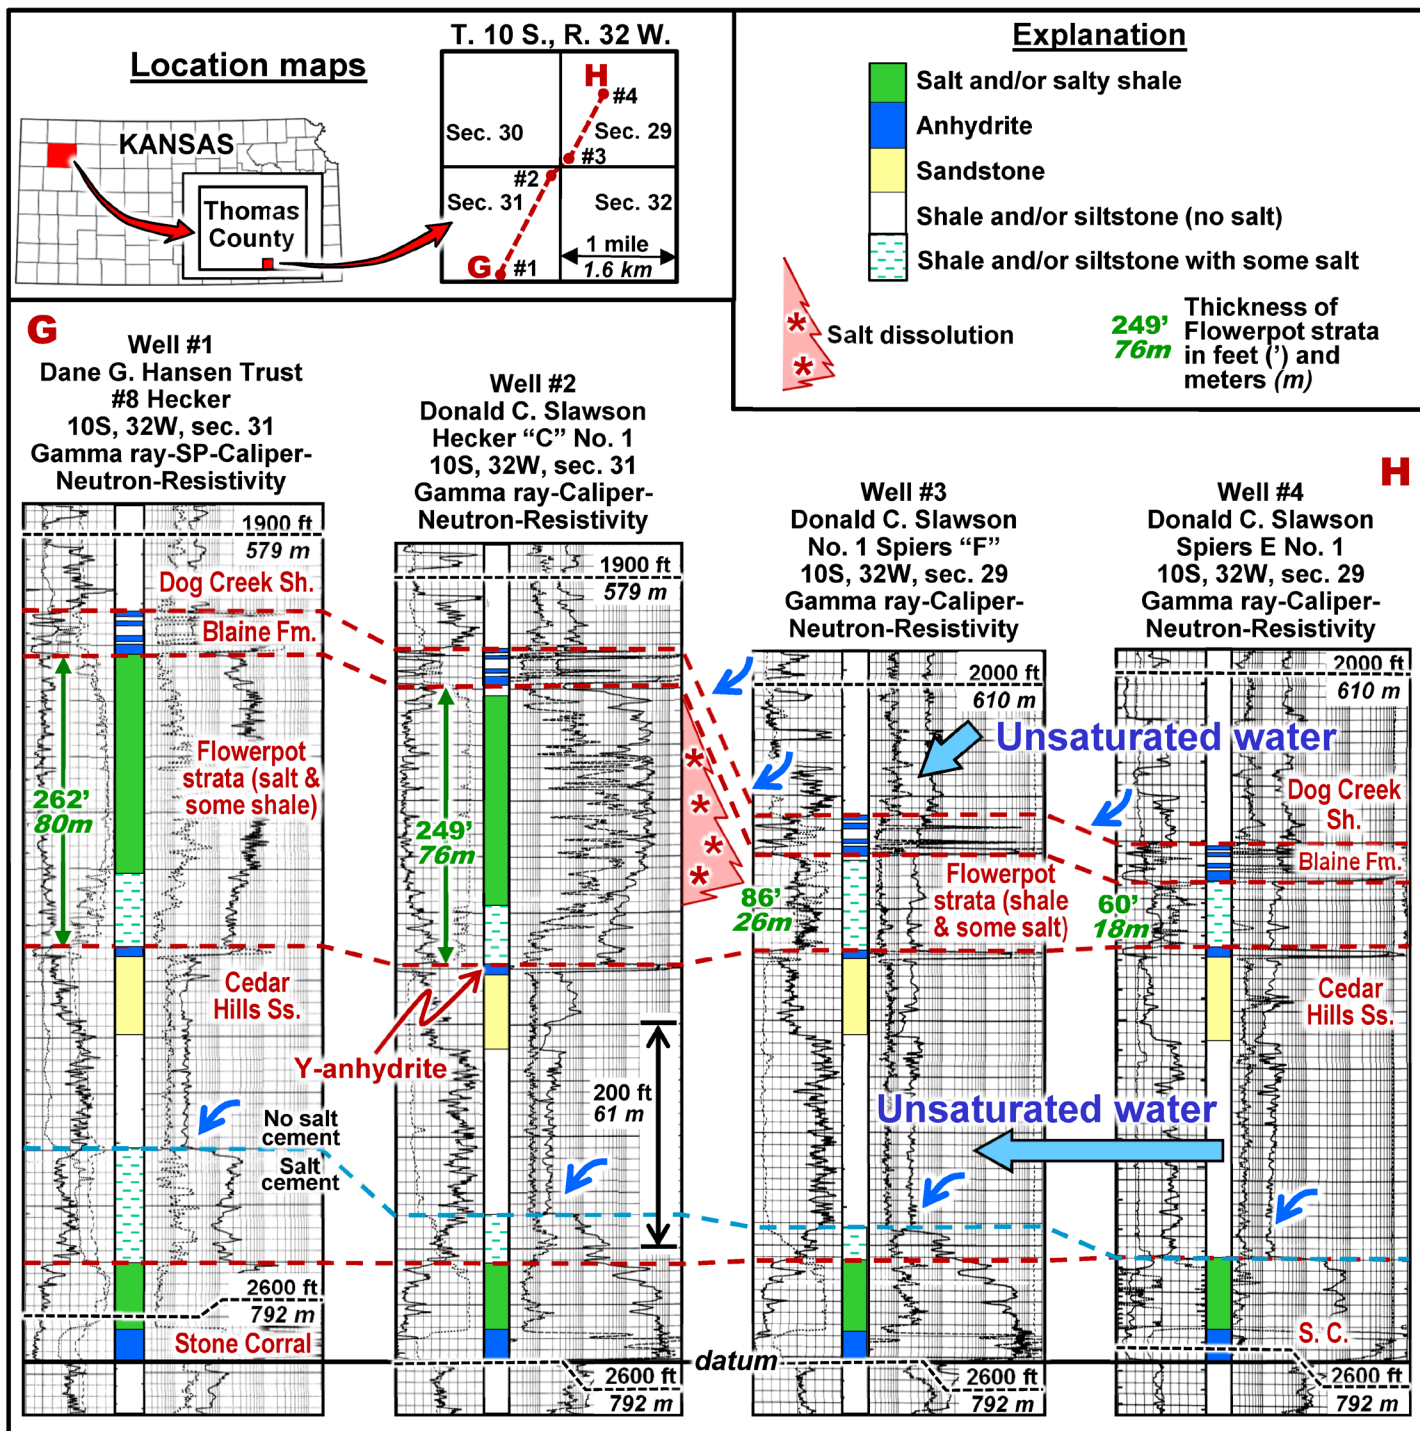 Location maps
KANSAS
Thomas
County
T. 10 S., R. 32 W.
H
#4
Sec. 30
Sec. 29
#3
#2
Sec. 31
Sec. 32
1 mile
1.6 km
G
#1
Explanation
Salt and/or salty shale
Anhydrite
Sandstone
Shale and/or siltstone (no salt)
Shale and/or siltstone with some salt
*
*
Salt dissolution
249'
76m
Thickness of
Flowerpot strata
in feet (') and
meters (m)
G
Well #1
Dane G. Hansen Trust
#8 Hecker
10S, 32W, sec. 31
Gamma ray-SP-Caliper-
Neutron-Resistivity
Well #2
Donald C. Slawson
Hecker “C” No. 1
10S, 32W, sec. 31
Gamma ray-Caliper-
Neutron-Resistivity
Well #3
Donald C. Slawson
No. 1 Spiers “F”
10S, 32W, sec. 29
Gamma ray-Caliper-
Neutron-Resistivity
H
Well #4
Donald C. Slawson
Spiers E No. 1
10S, 32W, sec. 29
Gamma ray-Caliper-
Neutron-Resistivity
1900 ft
579 m
Dog Creek Sh.
Blaine Fm.
Flowerpot
strata (salt &
some shale)
262'
80m
Cedar
Hills Ss.
No salt
cement
Salt
cement
2600 ft
792 m
Stone Corral
1900 ft
579 m
249'
76m
*
*
*
*
Y-anhydrite
200 ft
61 m
2600 ft
792 m
datum
2000 ft
610 m
Unsaturated water
86'
26m
Flowerpot
strata (shale
& some salt)
Unsaturated water
2600 ft
792 m
2000 ft
610 m
Dog Creek
Sh.
Blaine Fm.
60'
18m
Cedar
Hills Ss.
S. C.
2600 ft
792 m